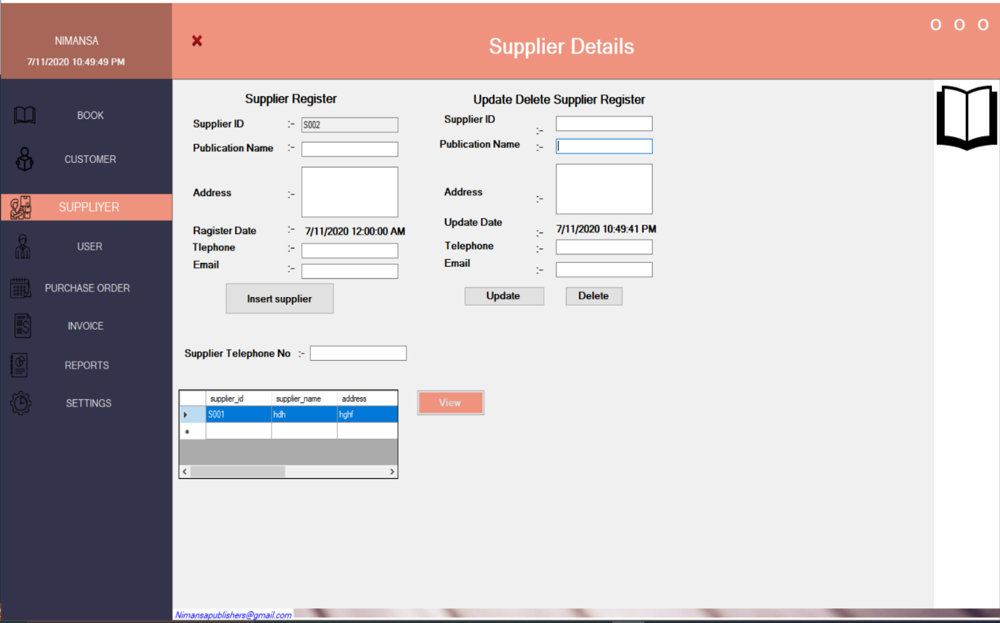 NIMANSA
7/11/2020 10:49:49 PM
Supplier Details
O O O
BOOK
CUSTOMER
SUPPLIYER
USER
PURCHASE ORDER
INVOICE
REPORTS
SETTINGS
Supplier Register
Supplier ID :- S002
Publication Name :-
Address :-
Ragister Date :- 7/11/2020 12:00:00 AM
Tlephone :-
Email :-
Insert supplier
Update Delete Supplier Register
Supplier ID :-
Publication Name :-
Address :-
Update Date :- 7/11/2020 10:49:41 PM
Telephone :-
Email :-
Update Delete
Supplier Telephone No :-
supplier_id supplier_name address
S001 hdh hghf
View
Nimansapublishers@gmail.com